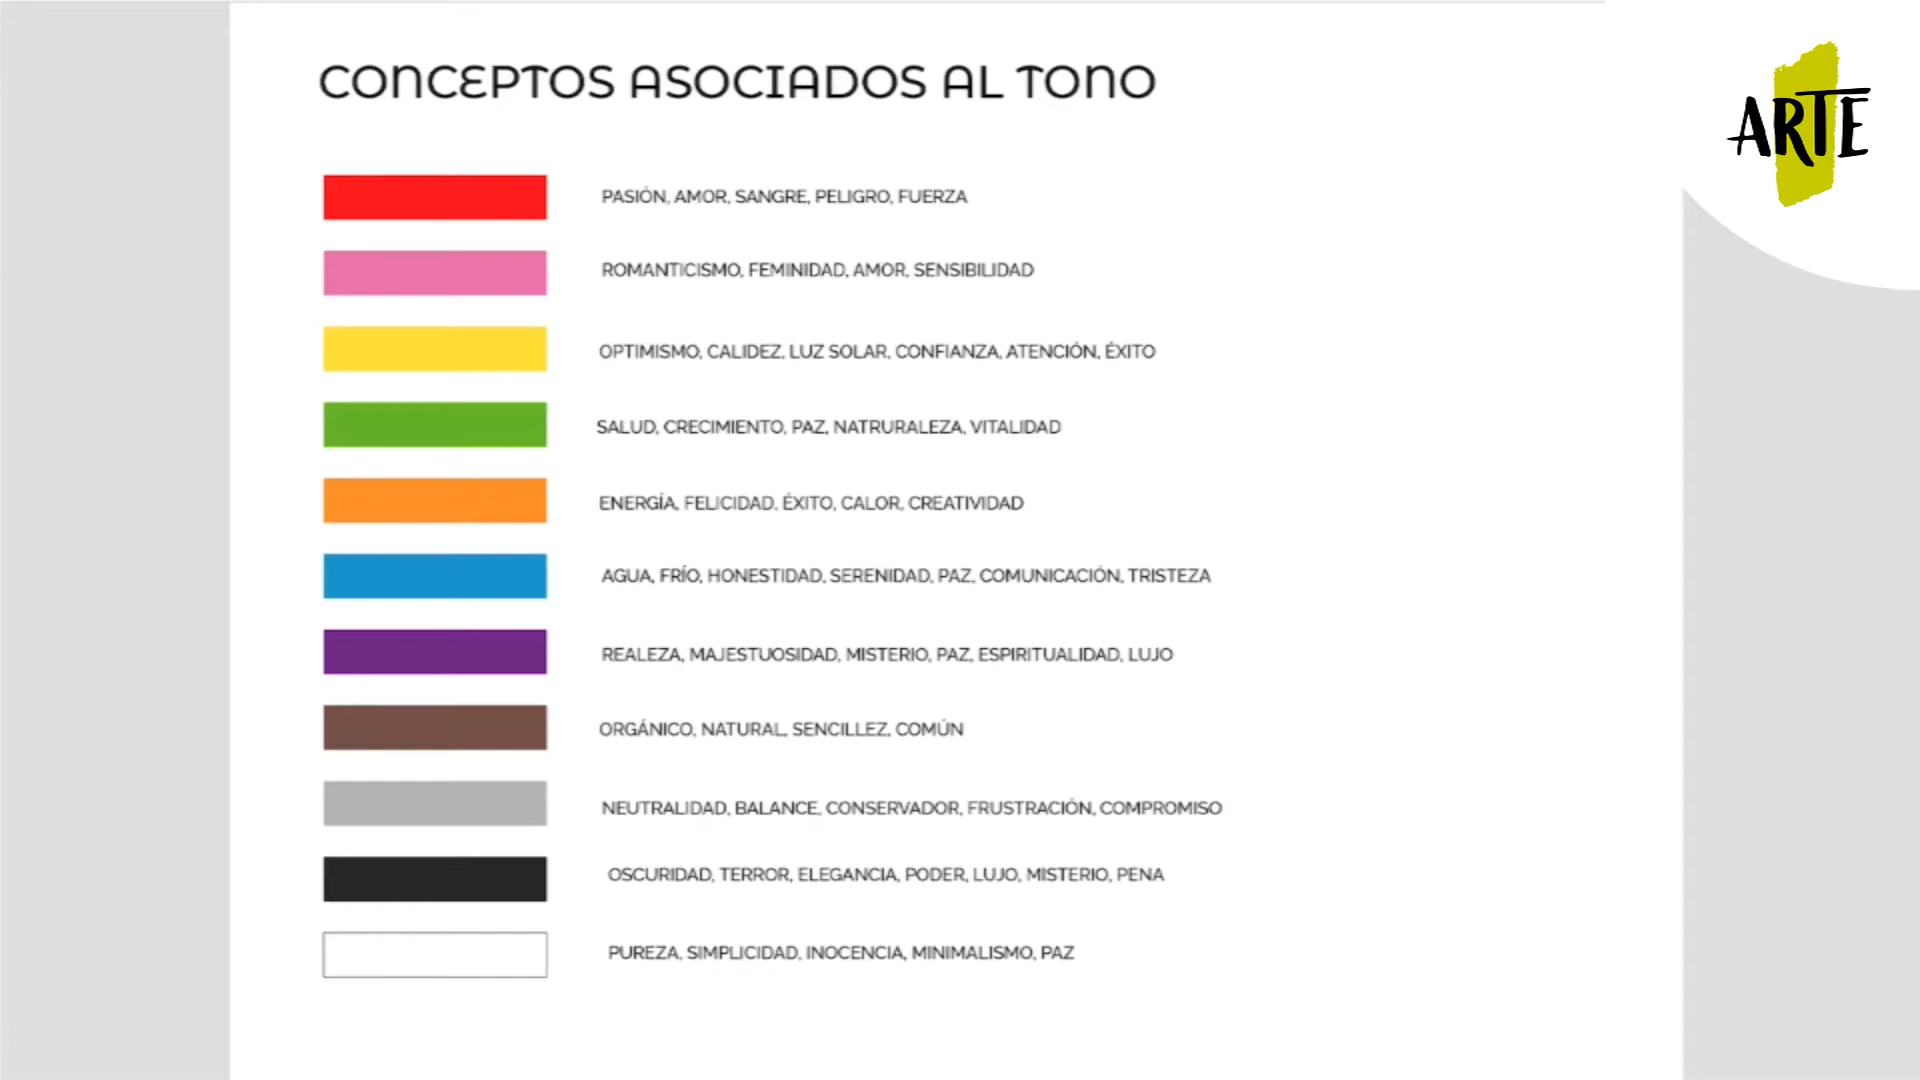 CONCEPTOS ASOCIADOS AL TONO
ARTE
PASIÓN, AMOR, SANGRE, PELIGRO, FUERZA
ROMANTICISMO, FEMINIDAD, AMOR, SENSIBILIDAD
OPTIMISMO, CALIDEZ, LUZ SOLAR, CONFIANZA, ATENCIÓN, ÉXITO
SALUD, CRECIMIENTO, PAZ, NATRURALEZA, VITALIDAD
ENERGÍA, FELICIDAD, ÉXITO, CALOR, CREATIVIDAD
AGUA, FRÍO, HONESTIDAD, SERENIDAD, PAZ, COMUNICACIÓN, TRISTEZA
REALEZA, MAJESTUOSIDAD, MISTERIO, PAZ, ESPIRITUALIDAD, LUJO
ORGÁNICO, NATURAL, SENCILLEZ, COMÚN
NEUTRALIDAD, BALANCE, CONSERVADOR, FRUSTRACIÓN, COMPROMISO
OSCURIDAD, TERROR, ELEGANCIA, PODER, LUJO, MISTERIO, PENA
PUREZA, SIMPLICIDAD, INOCENCIA, MINIMALISMO, PAZ